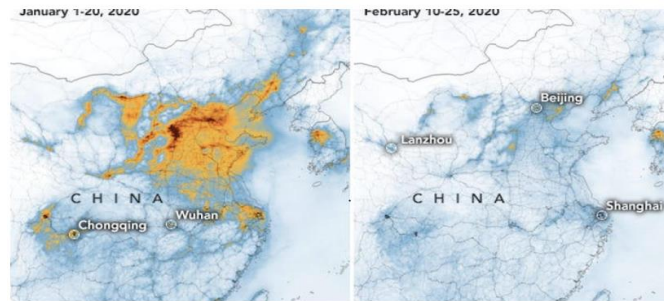 January 1-20, 2020
February 10-25, 2020
CHINA
Chongqing
Wuhan
Beijing
Lanzhou
CHINA
Shanghai